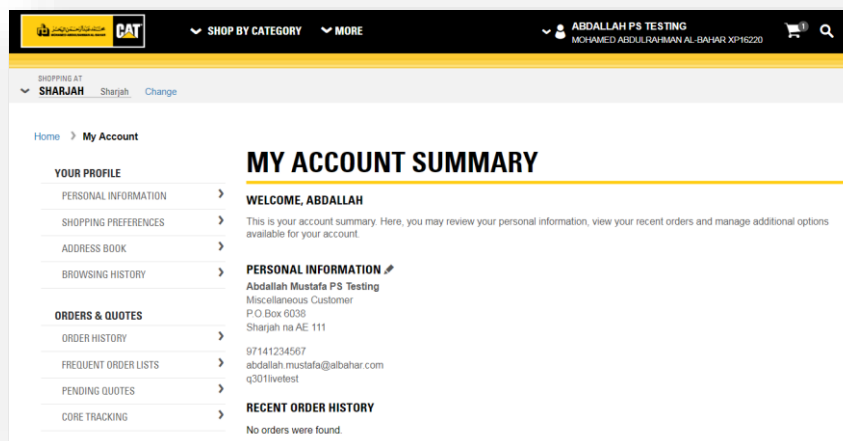 CAT
SHOP BY CATEGORY
MORE
ABDALLAH PS TESTING
MOHAMED ABDULRAHMAN AL-BAHAR XP16220
1
SHOPPING AT
SHARJAH Sharjah Change
Home My Account
YOUR PROFILE
PERSONAL INFORMATION
SHOPPING PREFERENCES
ADDRESS BOOK
BROWSING HISTORY
ORDERS & QUOTES
ORDER HISTORY
FREQUENT ORDER LISTS
PENDING QUOTES
CORE TRACKING
MY ACCOUNT SUMMARY
WELCOME, ABDALLAH
This is your account summary. Here, you may review your personal information, view your recent orders and manage additional options
available for your account.
PERSONAL INFORMATION
Abdallah Mustafa PS Testing
Miscellaneous Customer
P.O.Box 6038
Sharjah na AE 111
97141234567
abdallah.mustafa@albahar.com
q301livetest
RECENT ORDER HISTORY
No orders were found.